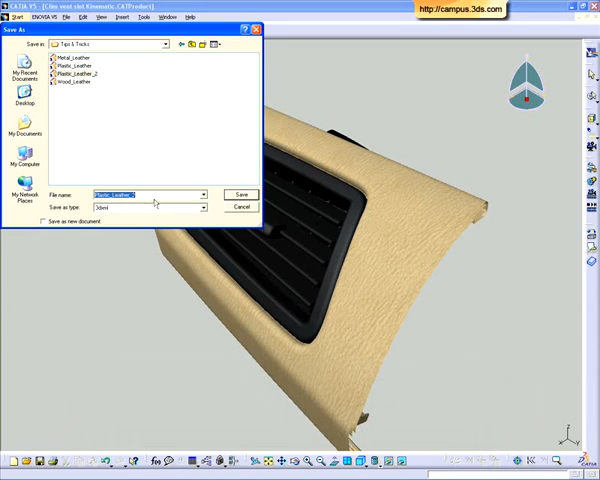 CATIA V5 - [Clim vent slot Kinematic.CATProduct]
http://campus.3ds.com
Start ENOVIA V5 File Edit View Insert Tools Window Help
Save As
Save in: Tips & Tricks
My Recent Documents
Desktop
My Documents
My Computer
My Network Places
Metal_Leather
Plastic_Leather
Plastic_Leather_2
Wood_Leather
File name: Plastic_Leather_2
Save
Save as type: 3dxml
Cancel
Save as new document
z
x
f(x)
CATIA